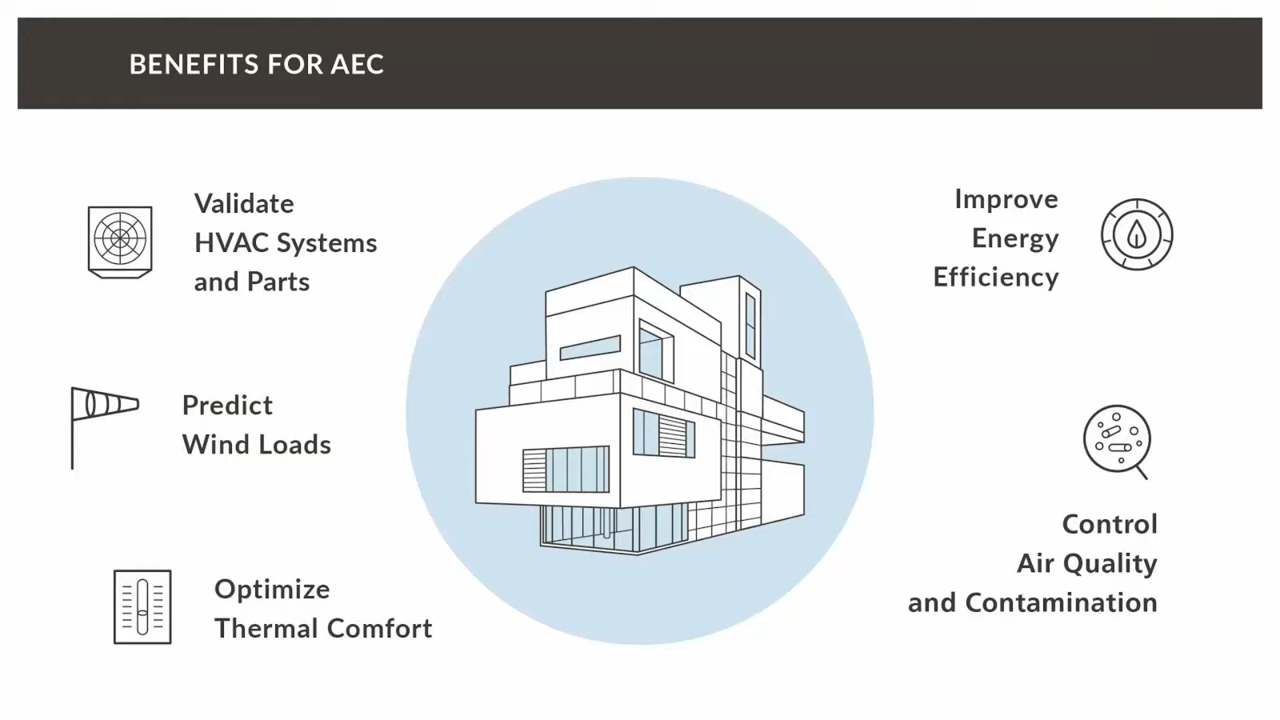 BENEFITS FOR AEC
Validate
HVAC Systems
and Parts
Predict
Wind Loads
Optimize
Thermal Comfort
Improve
Energy
Efficiency
Control
Air Quality
and Contamination